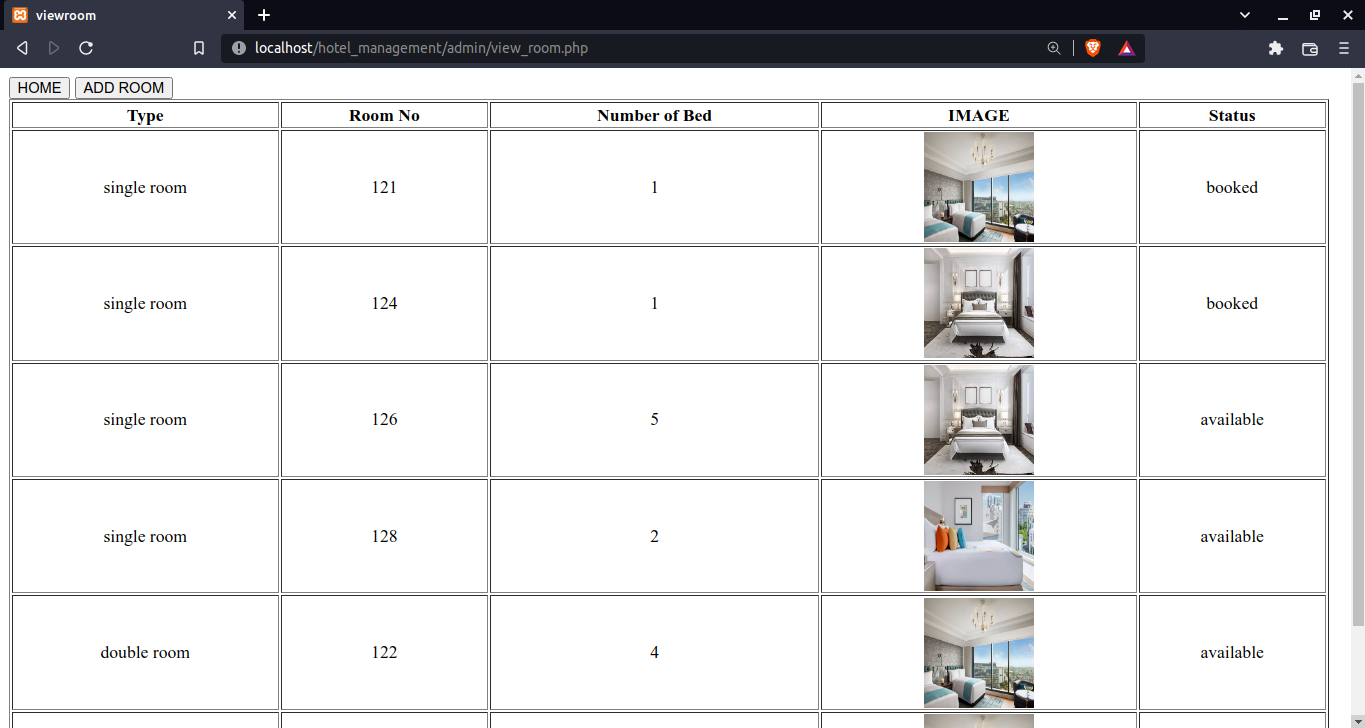 viewroom
localhost/hotel_management/admin/view_room.php
HOME ADD ROOM
Type Room No Number of Bed IMAGE Status
single room 121 1 booked
single room 124 1 booked
single room 126 5 available
single room 128 2 available
double room 122 4 available